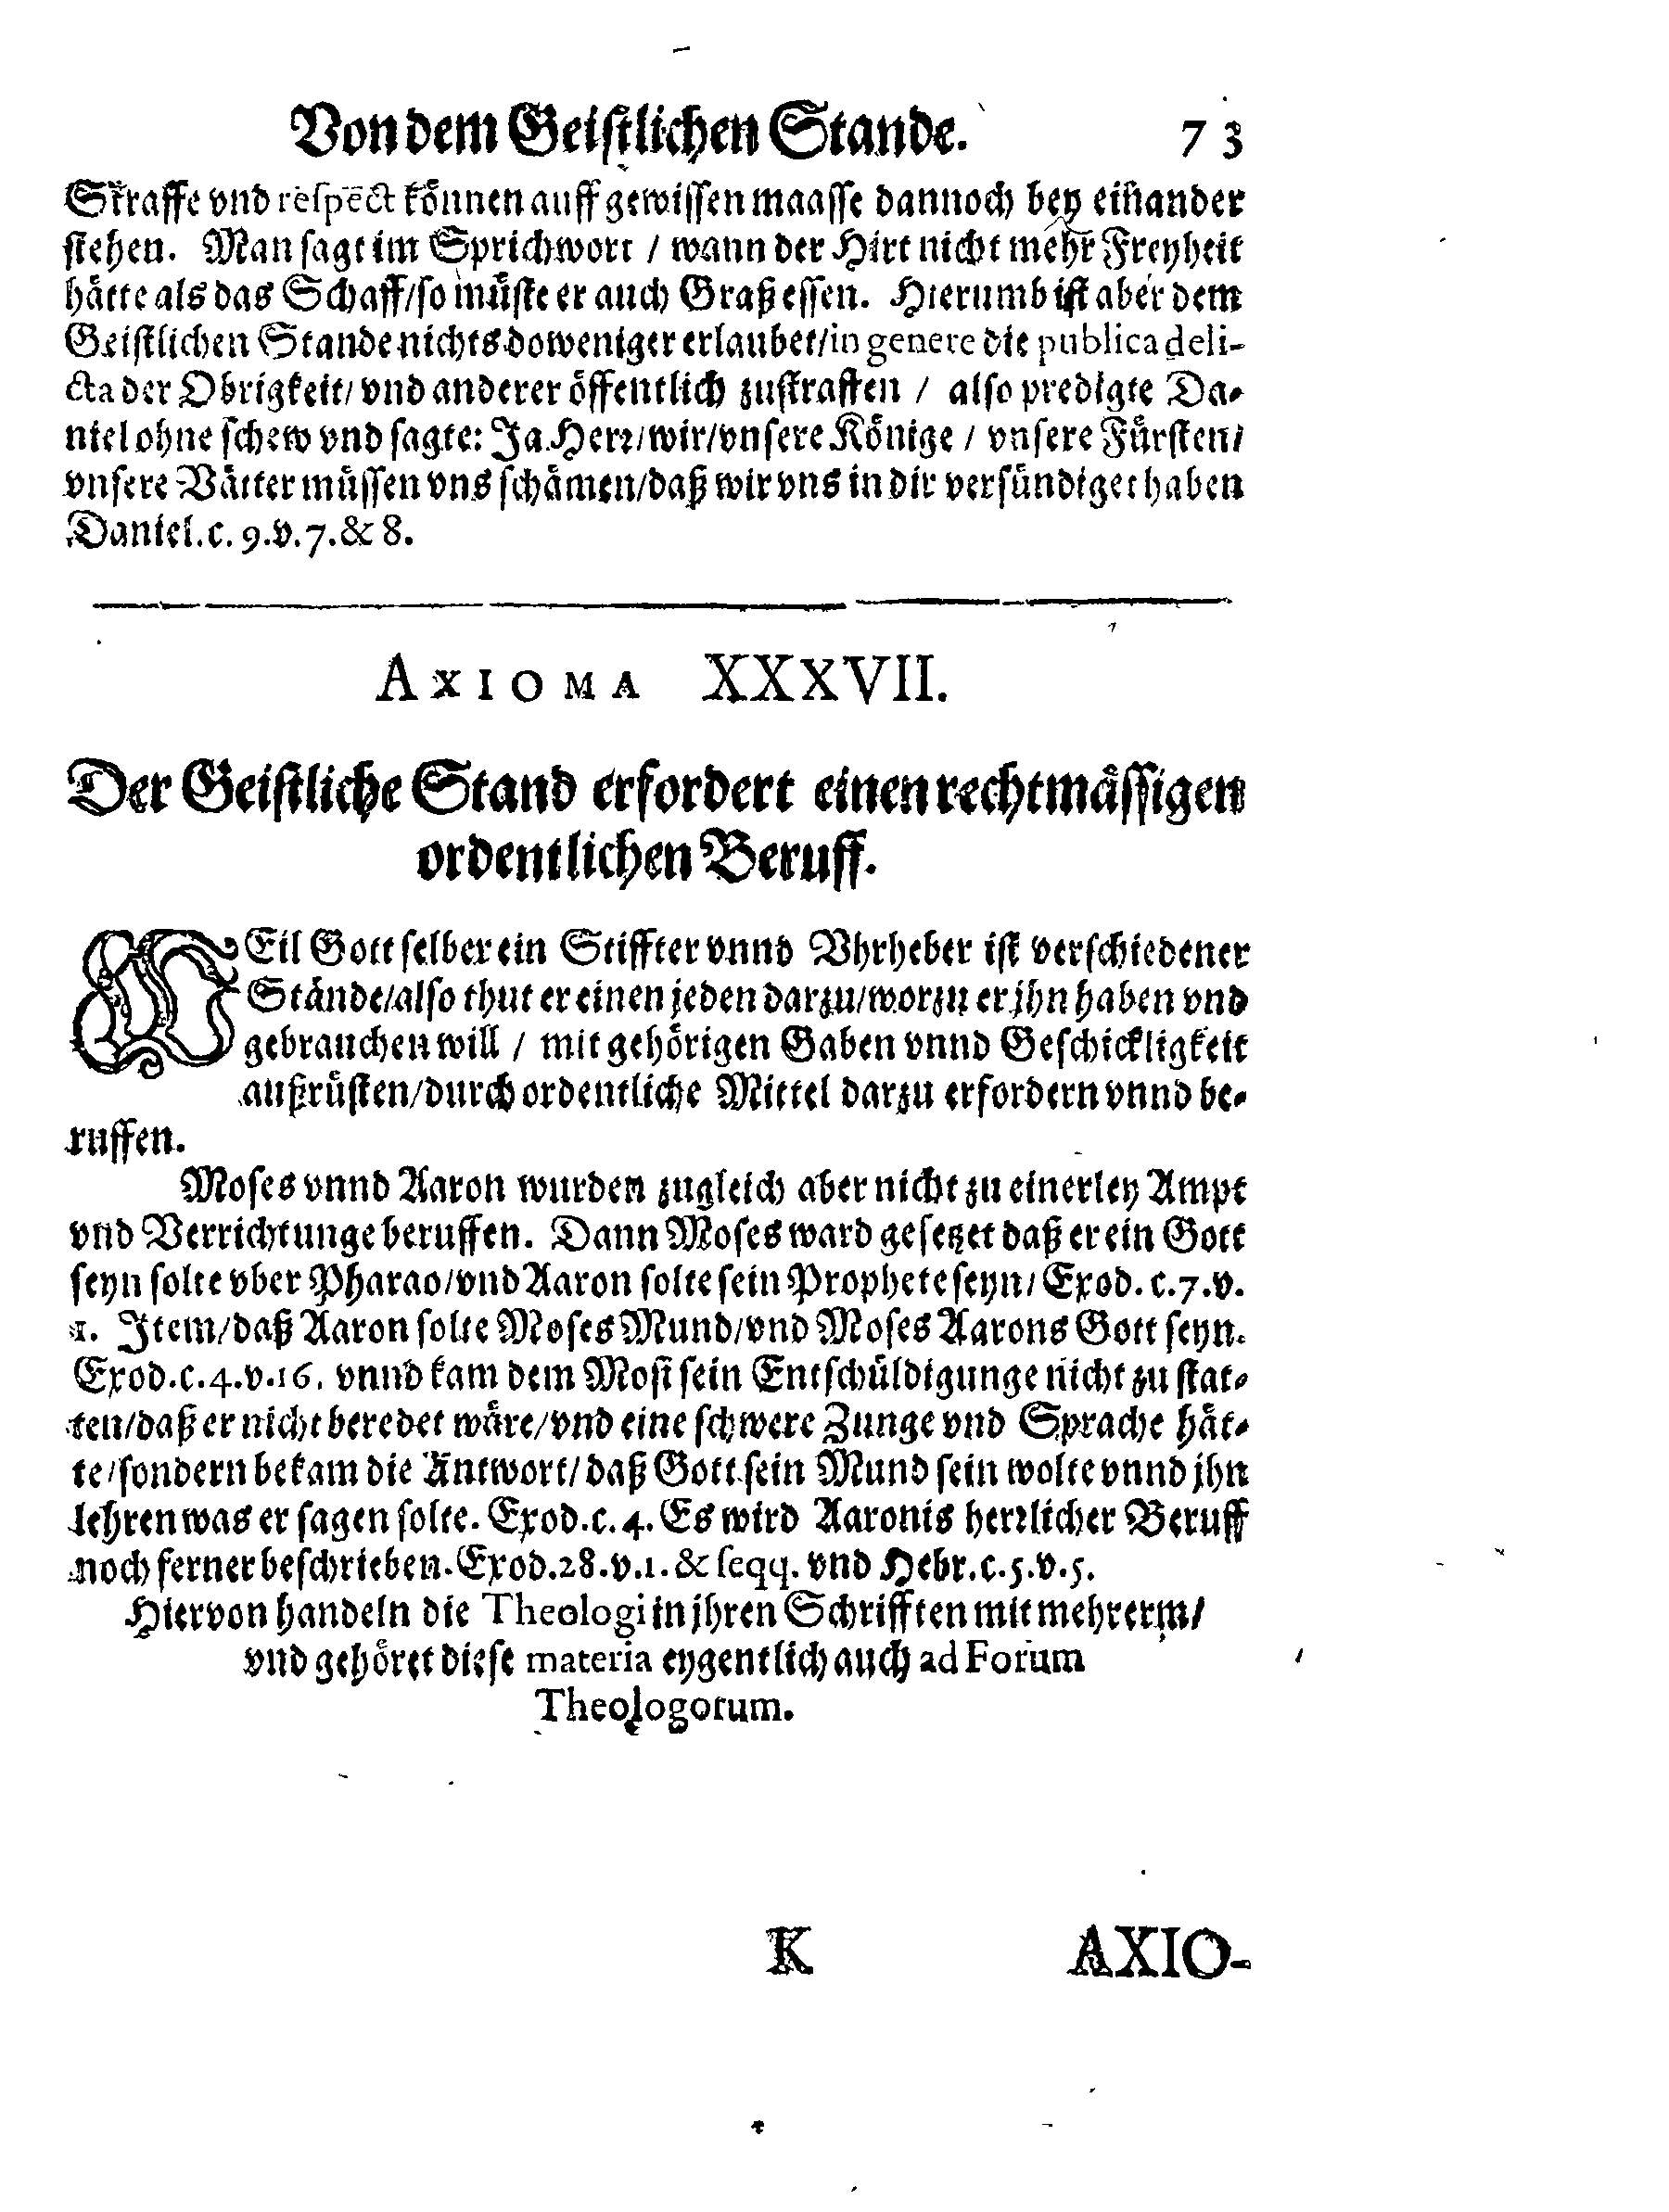 Von dem Geistlichen Stande. 73
Straffe vnd respect können auff gewissen maasse dannoch bey einander
stehen. Man sagt im Sprichwort / wann der Hirt nicht mehr Freyheit
hätte als das Schaff/so müste er auch Graß essen. Hierumb ist aber dem
Geistlichen Stande nichts doweniger erlaubet/in genere die publica deli-
cta der Obrigkeit/ vnd anderer öffentlich zustraffen / also predigte Da-
niel ohne schew vnd sagte: Ja Herr/wir/vnsere Könige / vnsere Fürsten/
vnsere Vätter müssen vns schämen/daß wir vns in dir versündiget haben
Daniel.c. 9.v.7.& 8.
AXIOMA XXXVII.
Der Geistliche Stand erfordert einen rechtmässigen
ordentlichen Beruff.
WEil Gott selber ein Stiffter vnnd Vhrheber ist verschiedener
Stände/also thut er einen jeden darzu/worzu er jhn haben vnd
gebrauchen will / mit gehörigen Gaben vnnd Geschickligkeit
außrüsten/durch ordentliche Mittel darzu erfordern vnnd be-
ruffen.
Moses vnnd Aaron wurden zugleich aber nicht zu einerley Ampt
vnd Verrichtunge beruffen. Dann Moses ward gesetzet daß er ein Gott
seyn solte vber Pharao/vnd Aaron solte sein Prophete seyn/ Exod. c.7.v.
1. Item/daß Aaron solte Moses Mund/vnd Moses Aarons Gott seyn.
Exod.c.4.v.16. vnnd kam dem Mosi sein Entschüldigunge nicht zu stat-
ten/daß er nicht beredet wäre/vnd eine schwere Zunge vnd Sprache hät-
te/sondern bekam die Antwort/daß Gott sein Mund sein wolte vnnd jhn
lehren was er sagen solte. Exod.c.4. Es wird Aaronis herrlicher Beruff
noch ferner beschrieben. Exod.28.v.1. & seqq. vnd Hebr.c.5.v.5.
Hiervon handeln die Theologi in jhren Schrifften mit mehrerm/
vnd gehöret diese materia eygentlich auch ad Forum
Theologorum.
K AXIO-